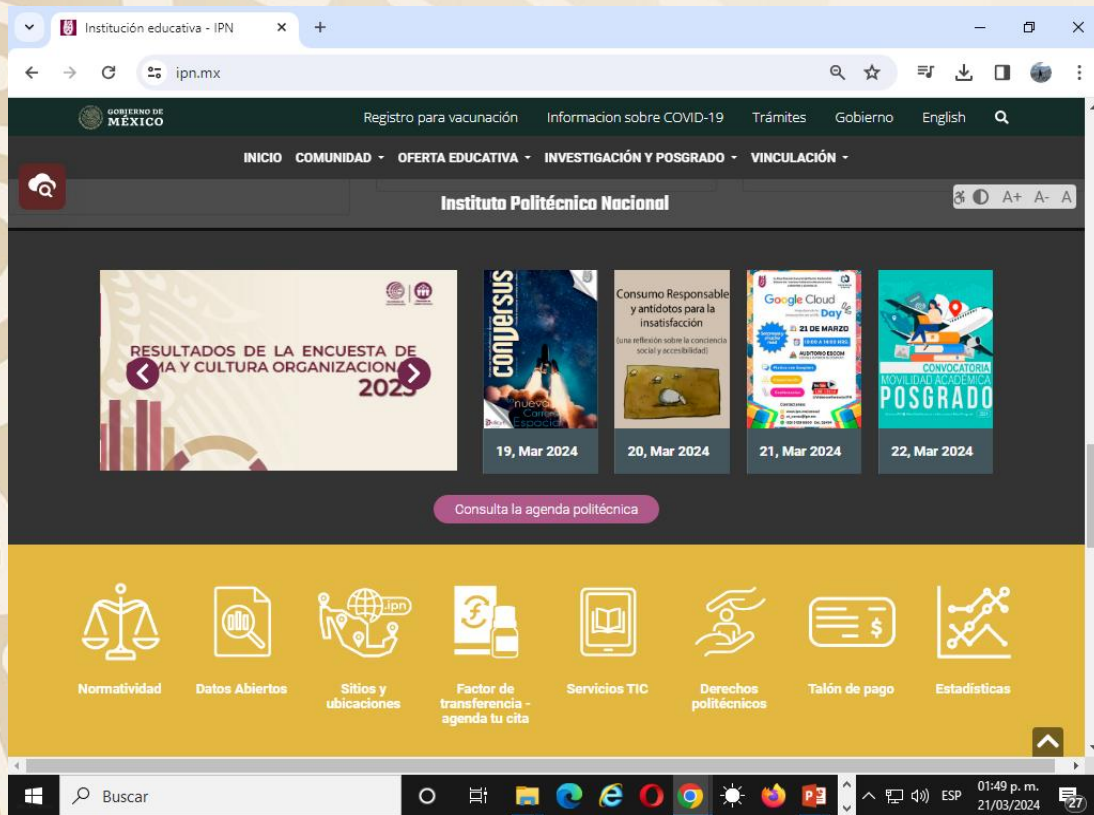 Institución educativa - IPN
ipn.mx
GOBIERNO DE
MÉXICO
Registro para vacunación
Informacion sobre COVID-19
Trámites
Gobierno
English
INICIO
COMUNIDAD
OFERTA EDUCATIVA
INVESTIGACIÓN Y POSGRADO
VINCULACIÓN
Instituto Politécnico Nacional
A+ A- A
RESULTADOS DE LA ENCUESTA DE
MA Y CULTURA ORGANIZACION
2023
conversus
nueva
Carrera
Espacial
19, Mar 2024
Consumo Responsable
y antídotos para la
insatisfacción
(una reflexión sobre la conciencia
social y accesibilidad)
20, Mar 2024
Google Cloud
Day
21 DE MARZO
AUDITORIO ESCOM
21, Mar 2024
CONVOCATORIA
MOVILIDAD ACADÉMICA
POSGRADO
22, Mar 2024
Consulta la agenda politécnica
.ipn
Normatividad
Datos Abiertos
Sitios y
ubicaciones
Factor de
transferencia -
agenda tu cita
Servicios TIC
Derechos
politécnicos
Talón de pago
Estadísticas
Buscar
ESP
01:49 p. m.
21/03/2024
27